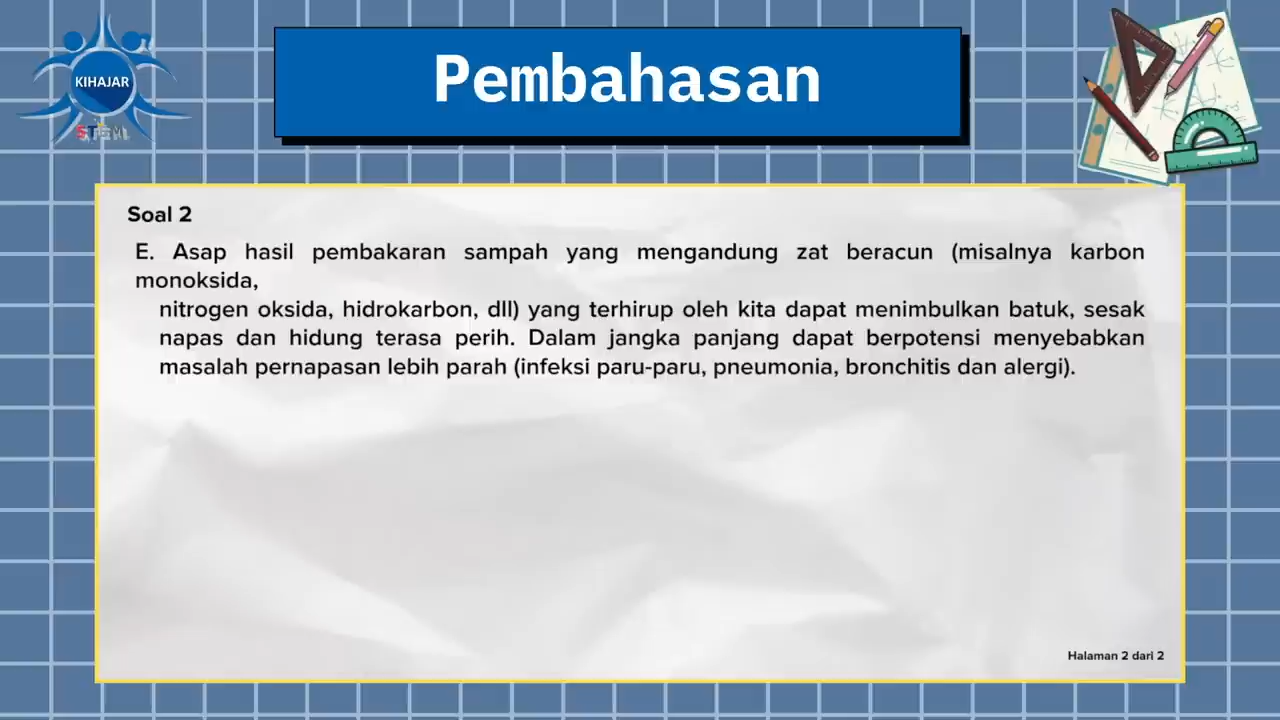 KIHAJAR
STEM
Pembahasan
Soal 2
E. Asap hasil pembakaran sampah yang mengandung zat beracun (misalnya karbon
monoksida,
nitrogen oksida, hidrokarbon, dll) yang terhirup oleh kita dapat menimbulkan batuk, sesak
napas dan hidung terasa perih. Dalam jangka panjang dapat berpotensi menyebabkan
masalah pernapasan lebih parah (infeksi paru-paru, pneumonia, bronchitis dan alergi).
Halaman 2 dari 2